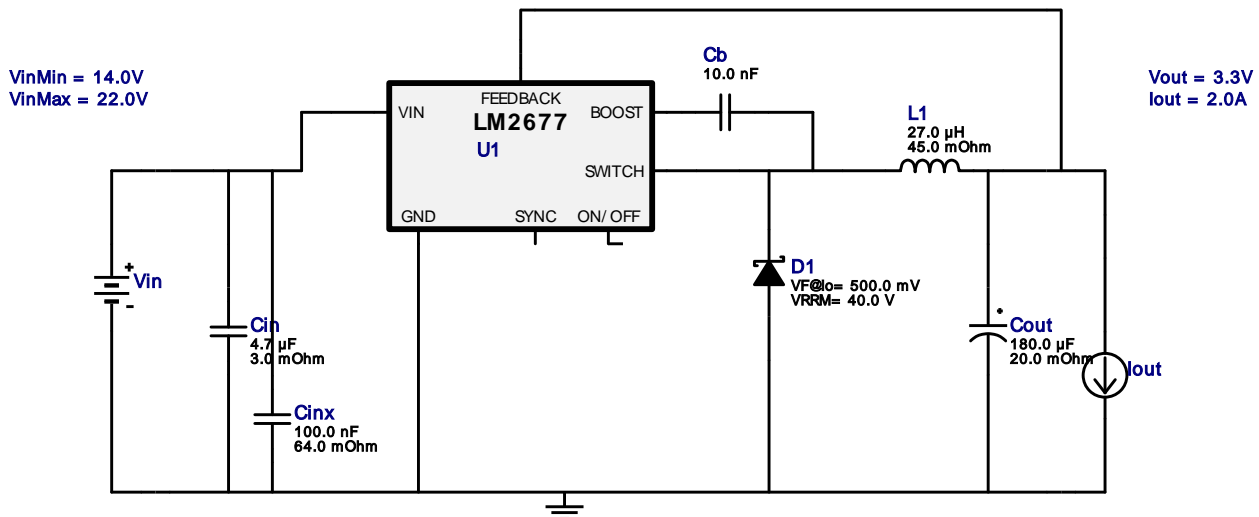 VinMin = 14.0V
VinMax = 22.0V
Cb
10.0 nF
Vout = 3.3V
Iout = 2.0A
FEEDBACK
VIN
LM2677
BOOST
U1
SWITCH
GND
SYNC
ON/ OFF
L1
27.0 µH
45.0 mOhm
+
Vin
-
D1
VF@Io= 500.0 mV
VRRM= 40.0 V
Cin
4.7 µF
3.0 mOhm
Cout
180.0 µF
20.0 mOhm
Iout
Cinx
100.0 nF
64.0 mOhm